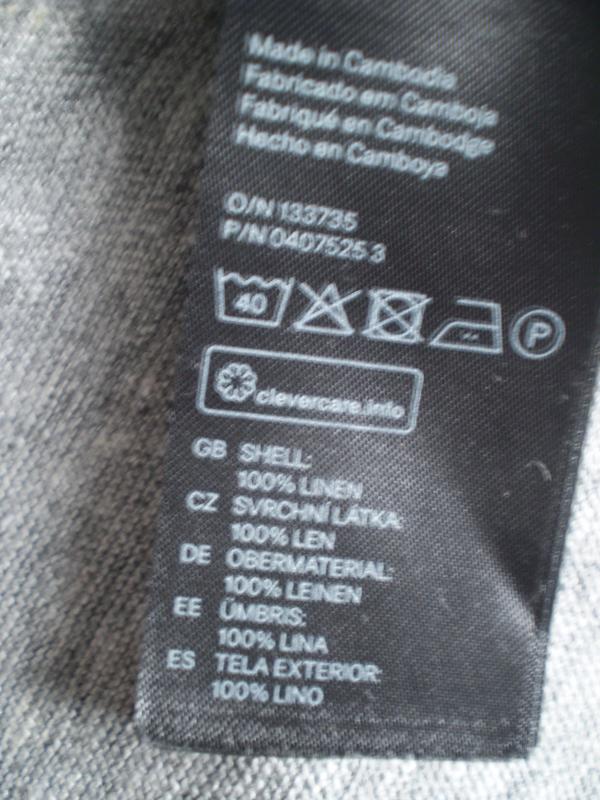 Made in Cambodia
Fabricado em Camboja
Fabriqué en Cambodge
Hecho en Camboya
O/N 133735
P/N 0407525 3
40 P
clevercare.info
GB SHELL:
100% LINEN
CZ SVRCHNÍ LÁTKA:
100% LEN
DE OBERMATERIAL:
100% LEINEN
EE ÜMBRIS:
100% LINA
ES TELA EXTERIOR:
100% LINO